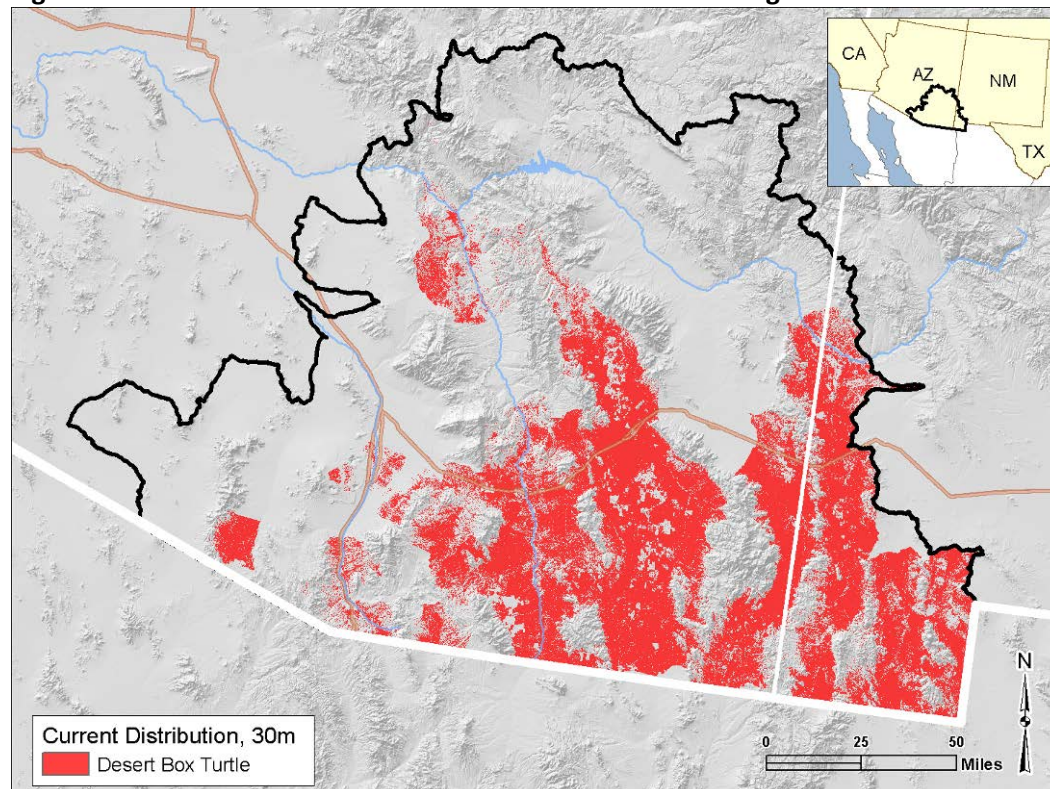 CA
AZ
NM
TX
N
Current Distribution, 30m
Desert Box Turtle
0 25 50
Miles